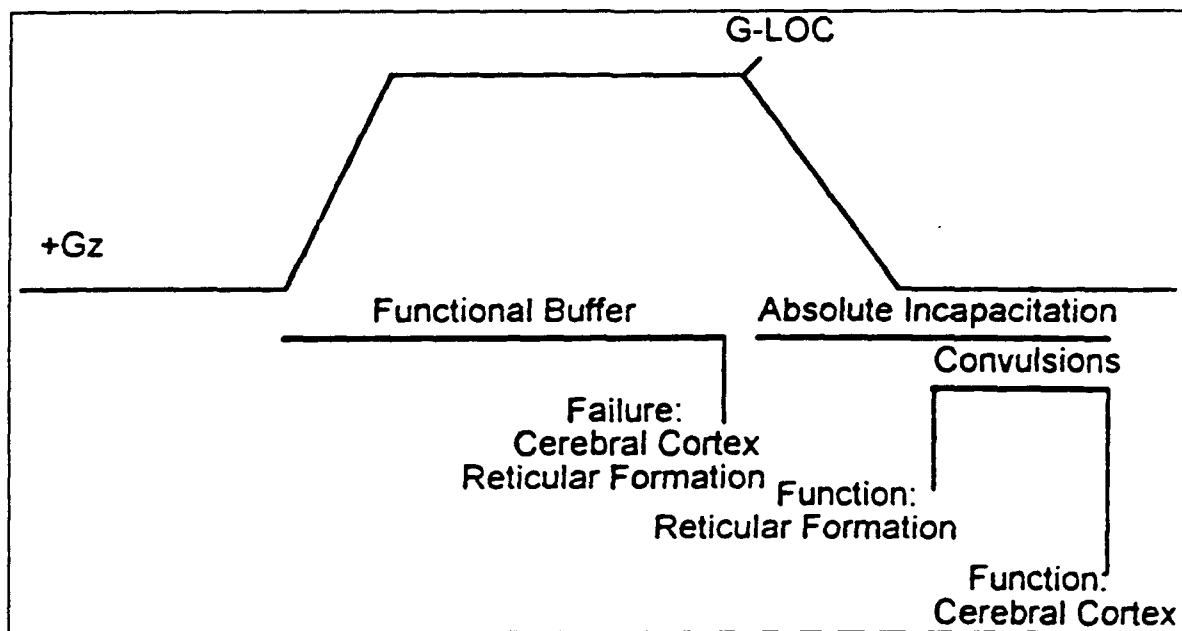 G-LOC
+Gz
Functional Buffer
Absolute Incapacitation
Convulsions
Failure:
Cerebral Cortex
Reticular Formation
Function:
Reticular Formation
Function:
Cerebral Cortex